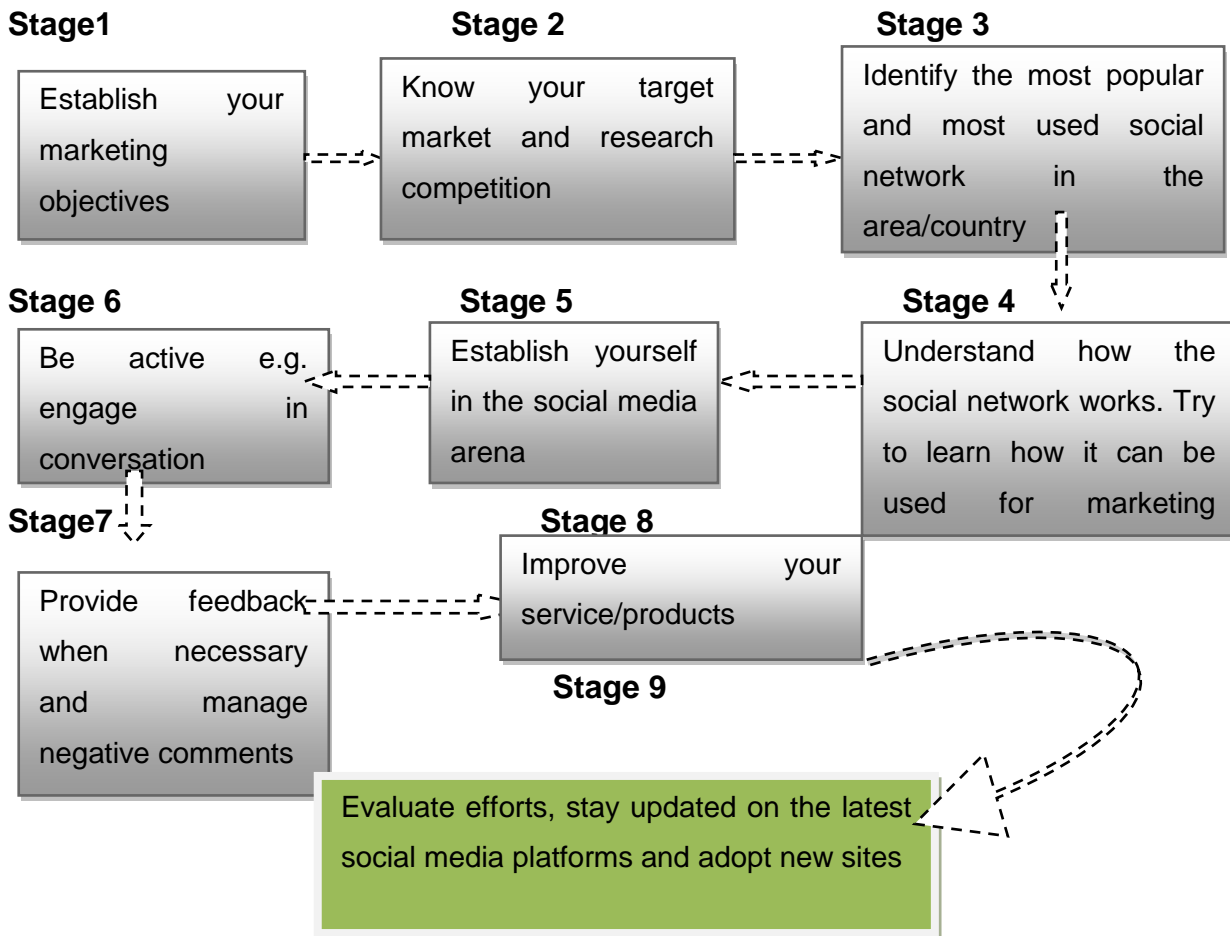 Stage1
Establish your
marketing
objectives
Stage 2
Know your target
market and research
competition
Stage 3
Identify the most popular
and most used social
network in the
area/country
Stage 4
Understand how the
social network works. Try
to learn how it can be
used for marketing
Stage 5
Establish yourself
in the social media
arena
Stage 6
Be active e.g.
engage in
conversation
Stage7
Provide feedback
when necessary
and manage
negative comments
Stage 8
Improve your
service/products
Stage 9
Evaluate efforts, stay updated on the latest
social media platforms and adopt new sites